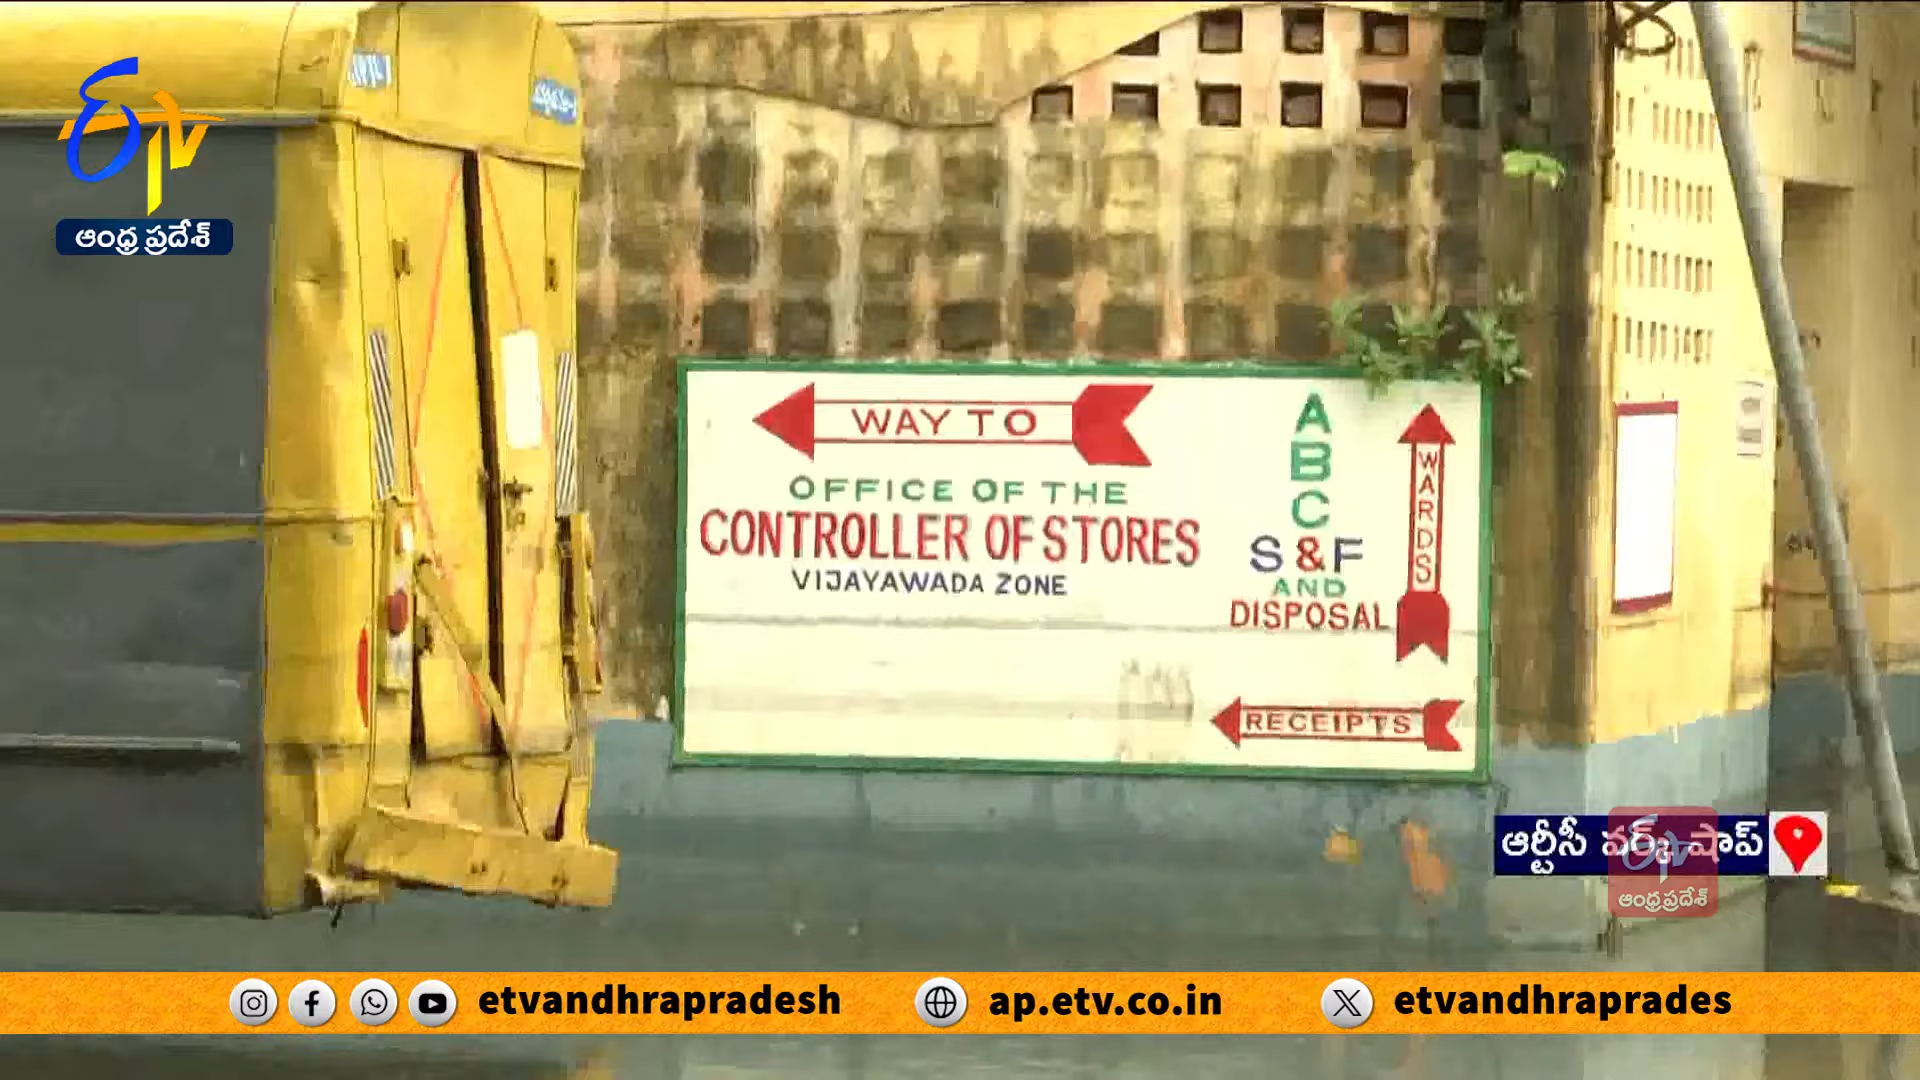 ఆంధ్ర ప్రదేశ్
WAY TO
OFFICE OF THE
CONTROLLER OF STORES
VIJAYAWADA ZONE
A
B
C
S & F
AND
DISPOSAL
WARDS
RECEIPTS
ఆర్టీసీ వర్క్ షాప్
ఆంధ్రప్రదేశ్
etvandhrapradesh
ap.etv.co.in
etvandhraprades